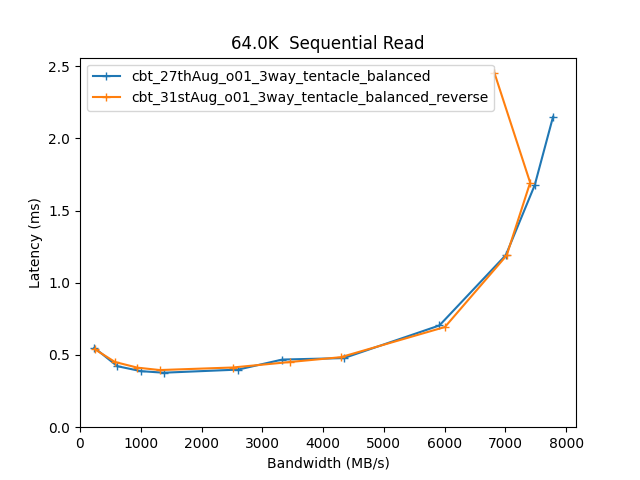 64.0K  Sequential Read
cbt_27thAug_o01_3way_tentacle_balanced
cbt_31stAug_o01_3way_tentacle_balanced_reverse
2.5
2.0
1.5
1.0
0.5
0.0
Latency (ms)
0 1000 2000 3000 4000 5000 6000 7000 8000
Bandwidth (MB/s)